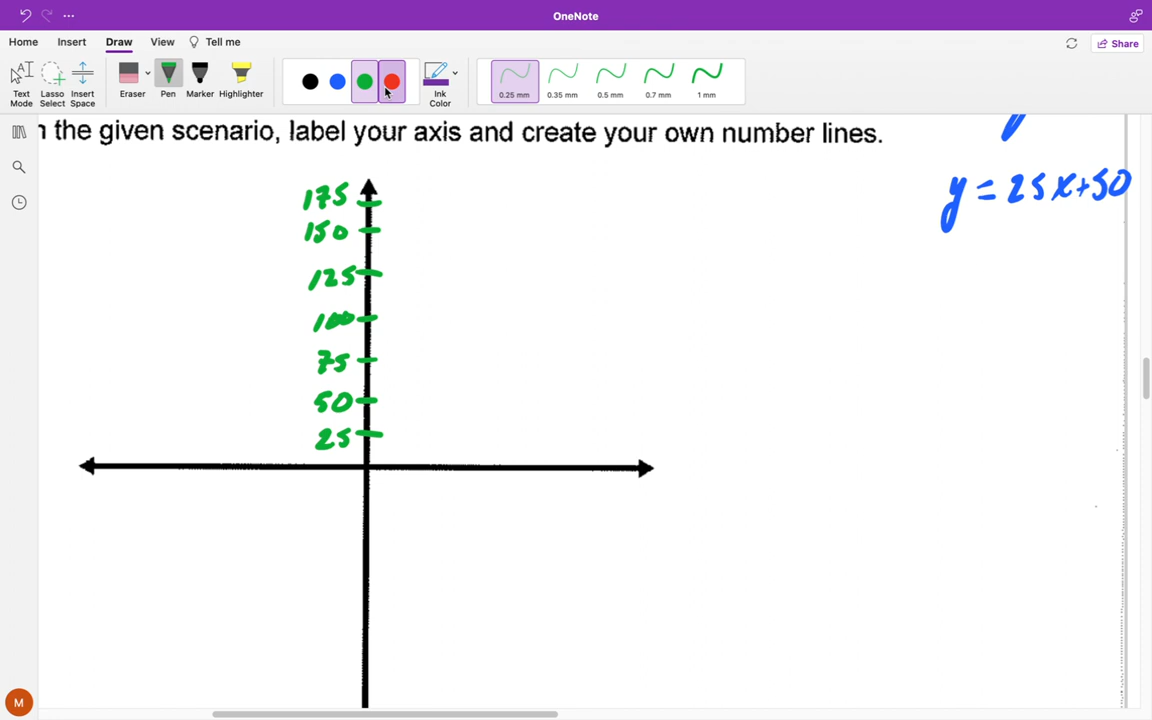 OneNote
Home Insert Draw View Tell me
Share
Text Mode
Lasso Select
Insert Space
Eraser
Pen
Marker
Highlighter
Ink Color
0.25 mm
0.35 mm
0.5 mm
0.7 mm
1 mm
the given scenario, label your axis and create your own number lines.
y = 25x+50
175
150
125
100
75
50
25
M